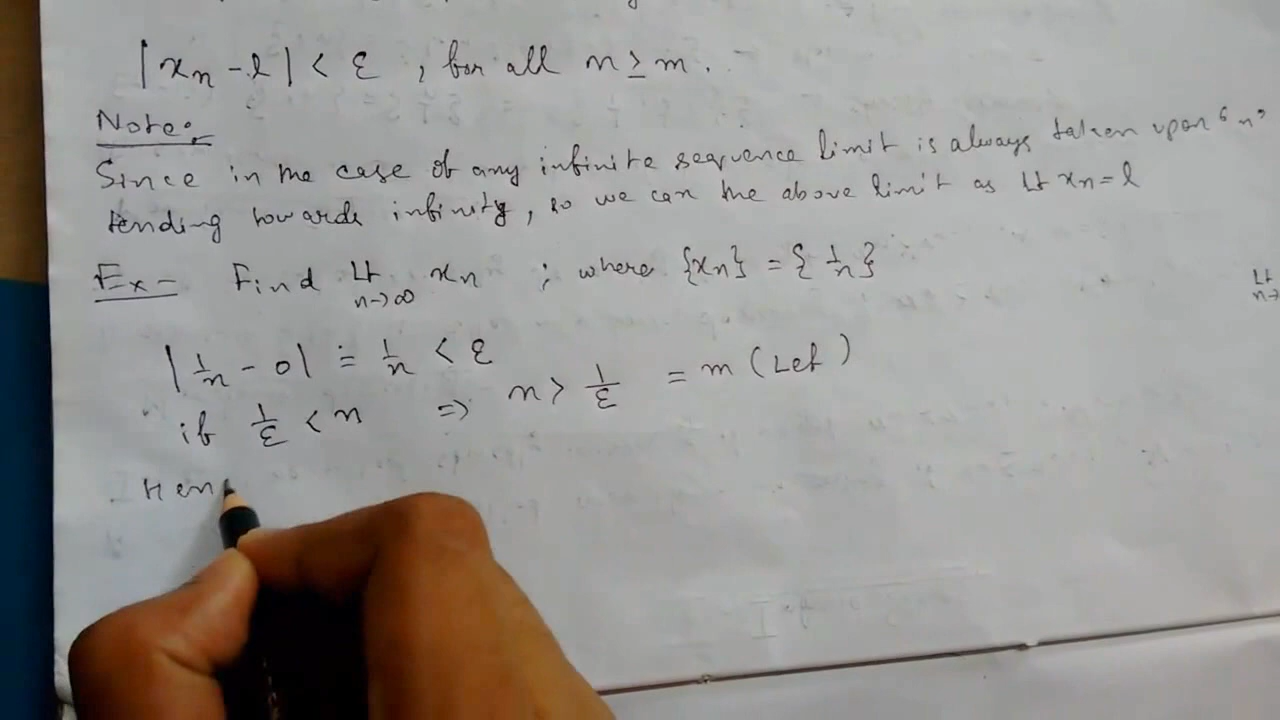 |xn - l| < ε , for all n ≥ m .
Note:
Since in the case of any infinite sequence limit is always taken upon 'n'
tending towards infinity, so we can the above limit as Lt xn = l
Ex - Find Lt n→∞ xn ; where {xn} = {1/n}
Lt n→
|1/n - 0| = 1/n < ε
if 1/ε < n ⇒ n > 1/ε = m (Let)
Hen